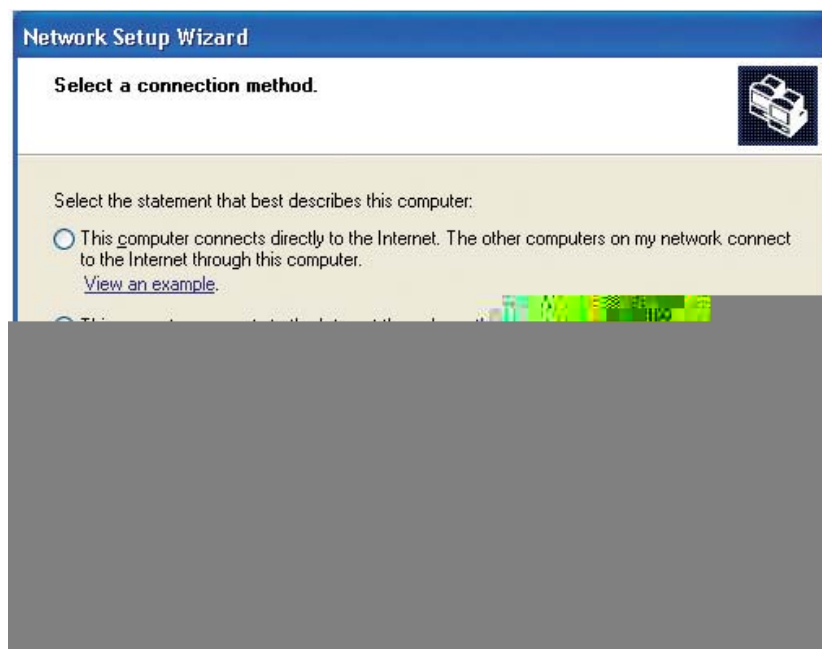 Network Setup Wizard
Select a connection method.
Select the statement that best describes this computer:
This computer connects directly to the Internet. The other computers on my network connect
to the Internet through this computer.
View an example.